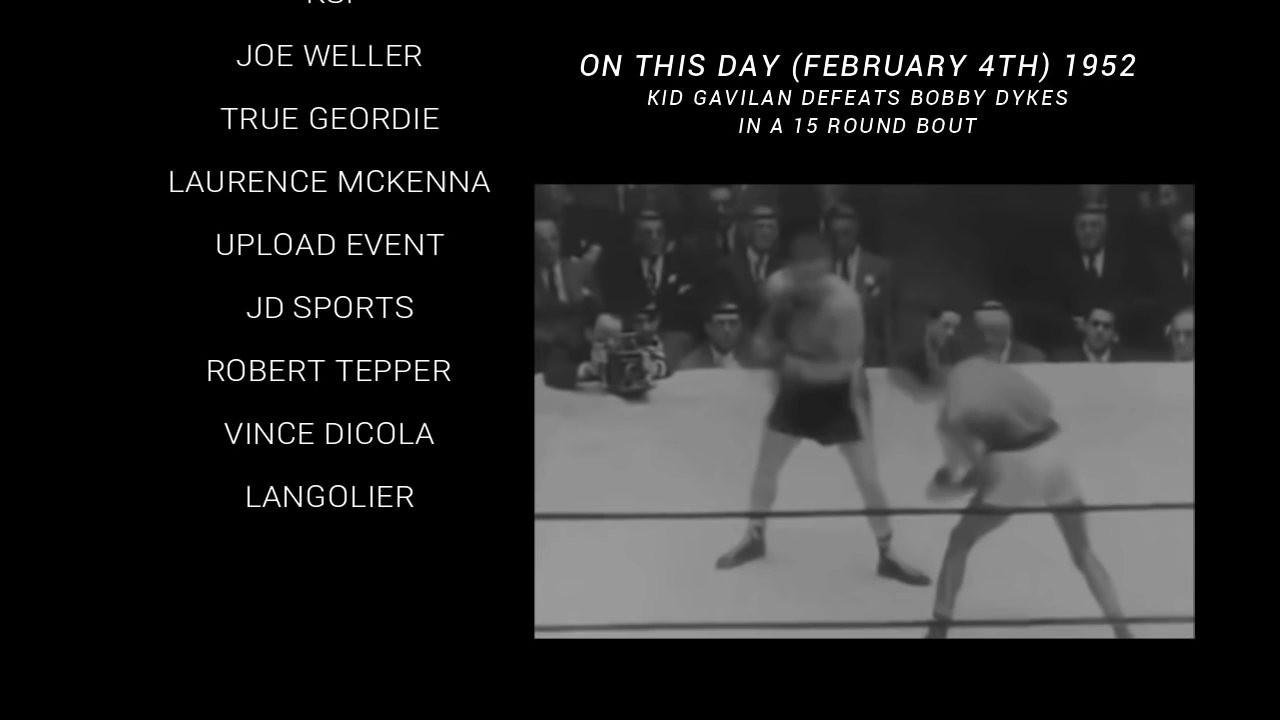 JOE WELLER
TRUE GEORDIE
LAURENCE MCKENNA
UPLOAD EVENT
JD SPORTS
ROBERT TEPPER
VINCE DICOLA
LANGOLIER
ON THIS DAY (FEBRUARY 4TH) 1952
KID GAVILAN DEFEATS BOBBY DYKES
IN A 15 ROUND BOUT